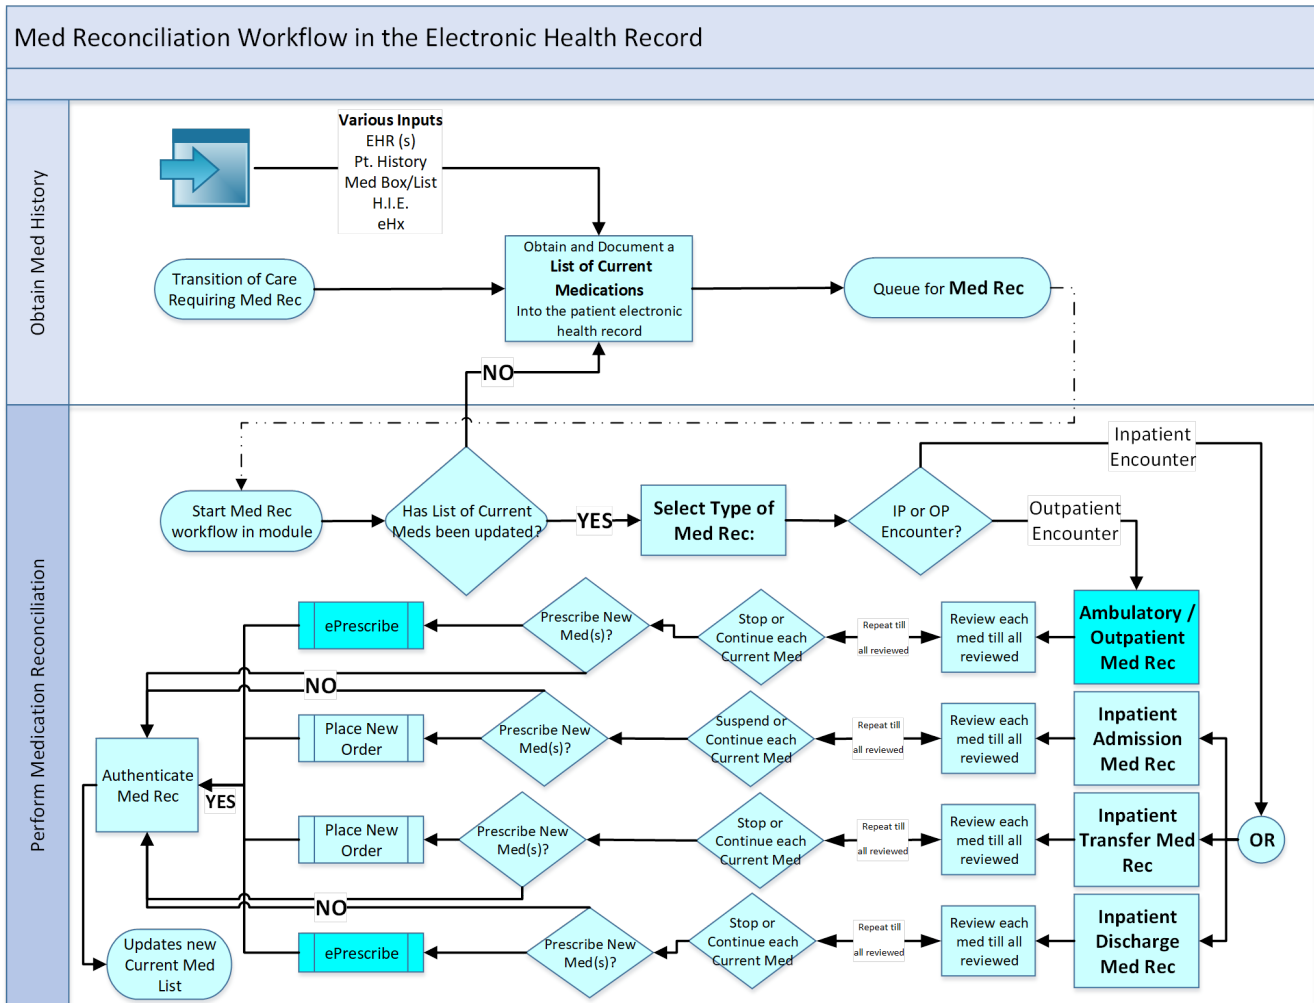 Med Reconciliation Workflow in the Electronic Health Record
Obtain Med History
Various Inputs
EHR (s)
Pt. History
Med Box/List
H.I.E.
eHx
Transition of Care
Requiring Med Rec
Obtain and Document a
List of Current
Medications
Into the patient electronic
health record
Queue for Med Rec
NO
Perform Medication Reconciliation
Start Med Rec
workflow in module
Has List of Current
Meds been updated?
YES
Select Type of
Med Rec:
IP or OP
Encounter?
Inpatient
Encounter
Outpatient
Encounter
ePrescribe
Prescribe New
Med(s)?
Stop or
Continue each
Current Med
Repeat till
all reviewed
Review each
med till all
reviewed
Ambulatory /
Outpatient
Med Rec
NO
Place New
Order
Prescribe New
Med(s)?
Suspend or
Continue each
Current Med
Repeat till
all reviewed
Review each
med till all
reviewed
Inpatient
Admission
Med Rec
Authenticate
Med Rec
YES
Place New
Order
Prescribe New
Med(s)?
Stop or
Continue each
Current Med
Repeat till
all reviewed
Review each
med till all
reviewed
Inpatient
Transfer Med
Rec
OR
NO
Updates new
Current Med
List
ePrescribe
Prescribe New
Med(s)?
Stop or
Continue each
Current Med
Repeat till
all reviewed
Review each
med till all
reviewed
Inpatient
Discharge
Med Rec